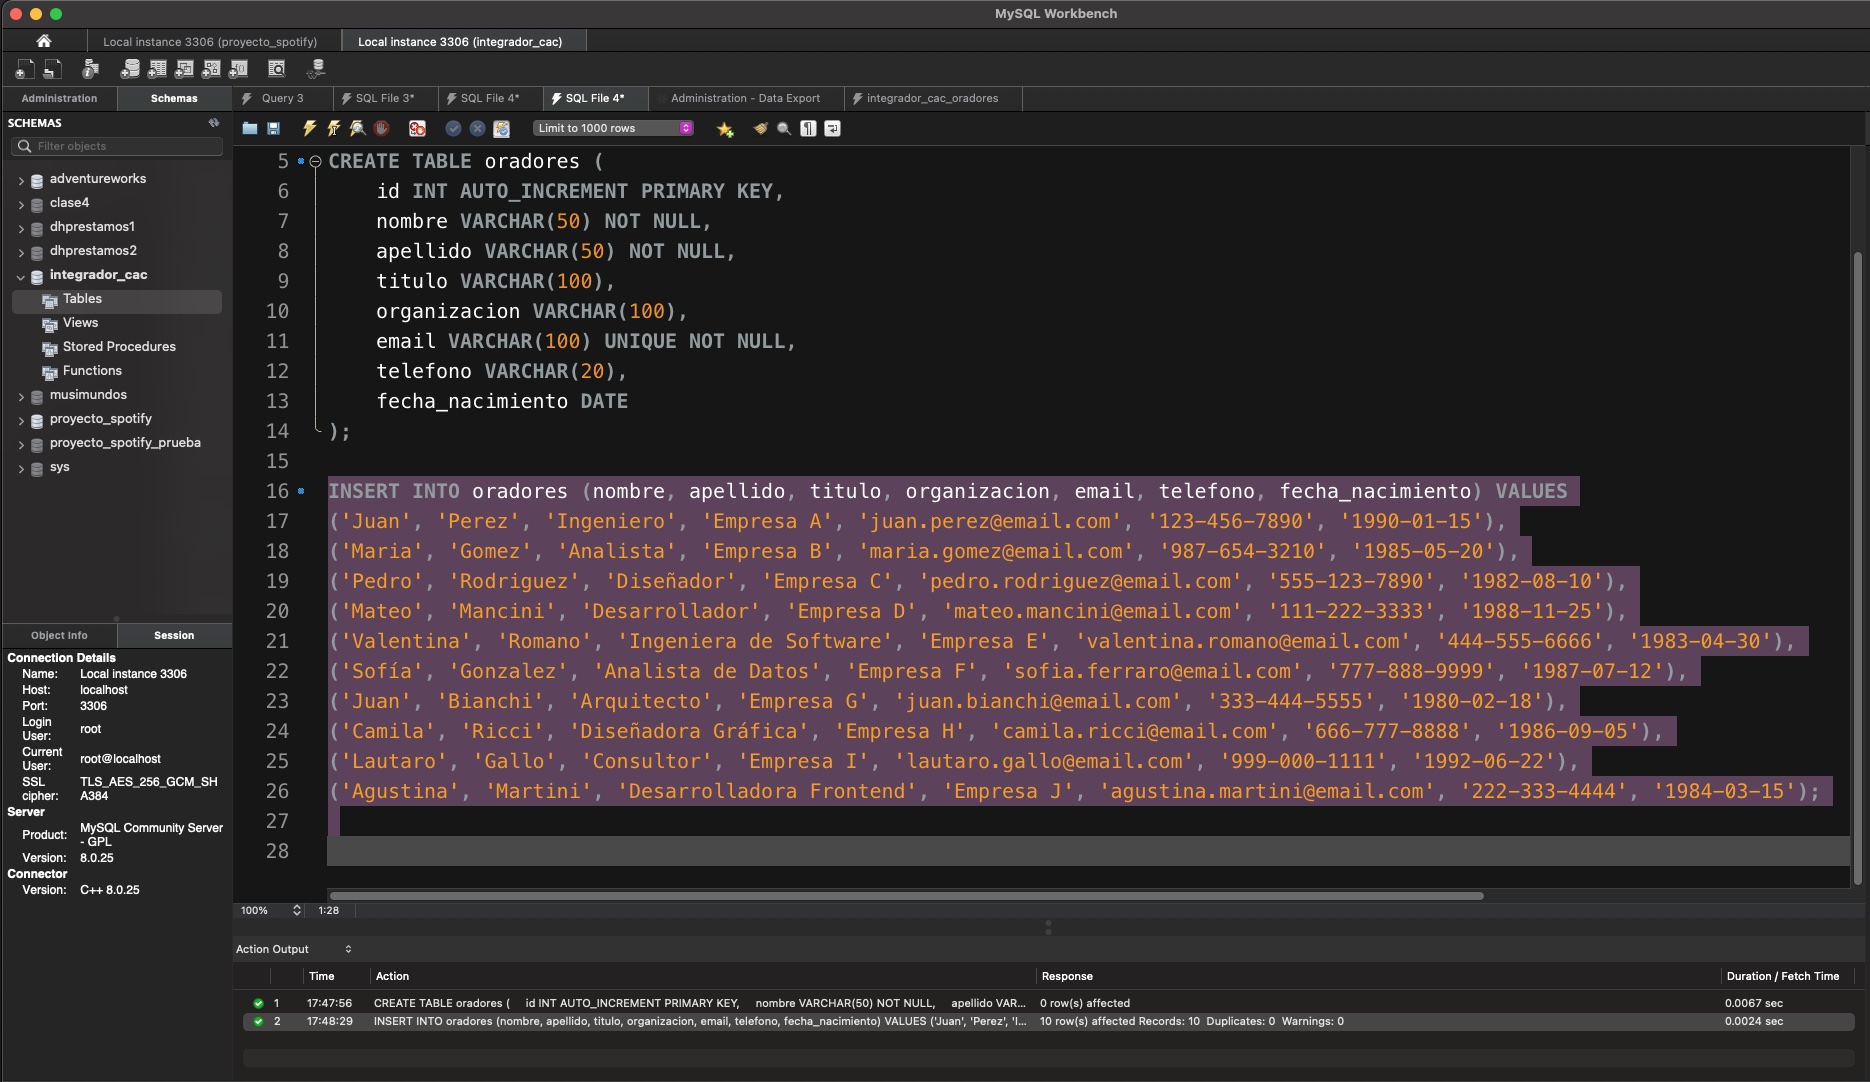 MySQL Workbench
Local instance 3306 (proyecto_spotify)
Local instance 3306 (integrador_cac)
Administration
Schemas
Query 3
SQL File 3*
SQL File 4*
SQL File 4*
Administration - Data Export
integrador_cac_oradores
SCHEMAS
Filter objects
adventureworks
clase4
dhprestamos1
dhprestamos2
integrador_cac
Tables
Views
Stored Procedures
Functions
musimundos
proyecto_spotify
proyecto_spotify_prueba
sys
Object Info
Session
Connection Details
Name: Local instance 3306
Host: localhost
Port: 3306
Login User: root
Current User: root@localhost
SSL cipher: TLS_AES_256_GCM_SHA384
Server
Product: MySQL Community Server - GPL
Version: 8.0.25
Connector
Version: C++ 8.0.25
Limit to 1000 rows
5 CREATE TABLE oradores (
6 id INT AUTO_INCREMENT PRIMARY KEY,
7 nombre VARCHAR(50) NOT NULL,
8 apellido VARCHAR(50) NOT NULL,
9 titulo VARCHAR(100),
10 organizacion VARCHAR(100),
11 email VARCHAR(100) UNIQUE NOT NULL,
12 telefono VARCHAR(20),
13 fecha_nacimiento DATE
14 );
15
16 INSERT INTO oradores (nombre, apellido, titulo, organizacion, email, telefono, fecha_nacimiento) VALUES
17 ('Juan', 'Perez', 'Ingeniero', 'Empresa A', 'juan.perez@email.com', '123-456-7890', '1990-01-15'),
18 ('Maria', 'Gomez', 'Analista', 'Empresa B', 'maria.gomez@email.com', '987-654-3210', '1985-05-20'),
19 ('Pedro', 'Rodriguez', 'Diseñador', 'Empresa C', 'pedro.rodriguez@email.com', '555-123-7890', '1982-08-10'),
20 ('Mateo', 'Mancini', 'Desarrollador', 'Empresa D', 'mateo.mancini@email.com', '111-222-3333', '1988-11-25'),
21 ('Valentina', 'Romano', 'Ingeniera de Software', 'Empresa E', 'valentina.romano@email.com', '444-555-6666', '1983-04-30'),
22 ('Sofía', 'Gonzalez', 'Analista de Datos', 'Empresa F', 'sofia.ferraro@email.com', '777-888-9999', '1987-07-12'),
23 ('Juan', 'Bianchi', 'Arquitecto', 'Empresa G', 'juan.bianchi@email.com', '333-444-5555', '1980-02-18'),
24 ('Camila', 'Ricci', 'Diseñadora Gráfica', 'Empresa H', 'camila.ricci@email.com', '666-777-8888', '1986-09-05'),
25 ('Lautaro', 'Gallo', 'Consultor', 'Empresa I', 'lautaro.gallo@email.com', '999-000-1111', '1992-06-22'),
26 ('Agustina', 'Martini', 'Desarrolladora Frontend', 'Empresa J', 'agustina.martini@email.com', '222-333-4444', '1984-03-15');
27
28
100% 1:28
Action Output
Time Action Response Duration / Fetch Time
1 17:47:56 CREATE TABLE oradores ( id INT AUTO_INCREMENT PRIMARY KEY, nombre VARCHAR(50) NOT NULL, apellido VAR... 0 row(s) affected 0.0067 sec
2 17:48:29 INSERT INTO oradores (nombre, apellido, titulo, organizacion, email, telefono, fecha_nacimiento) VALUES ('Juan', 'Perez', 'I... 10 row(s) affected Records: 10 Duplicates: 0 Warnings: 0 0.0024 sec